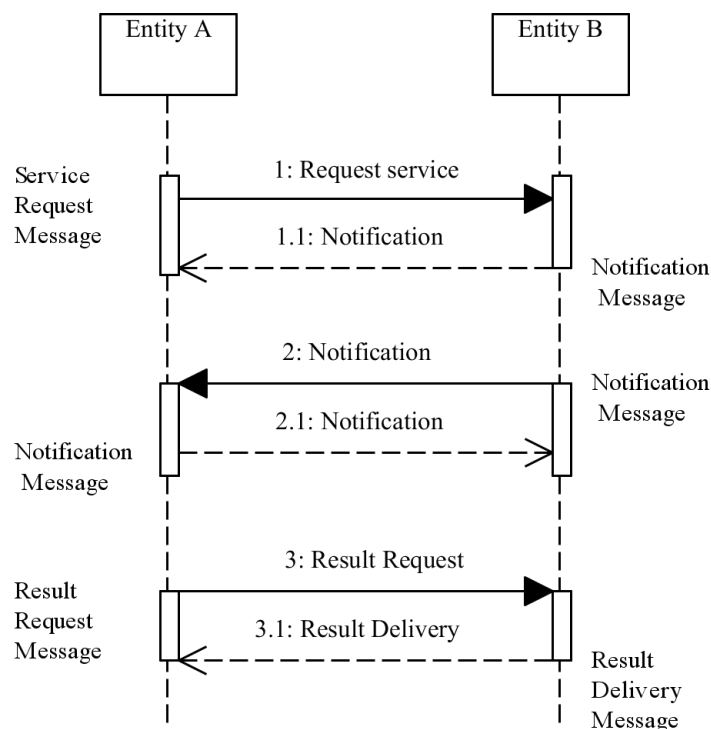 Entity A
Entity B
Service
Request
Message
1: Request service
1.1: Notification
Notification
Message
2: Notification
Notification
Message
2.1: Notification
Notification
Message
3: Result Request
Result
Request
Message
3.1: Result Delivery
Result
Delivery
Message